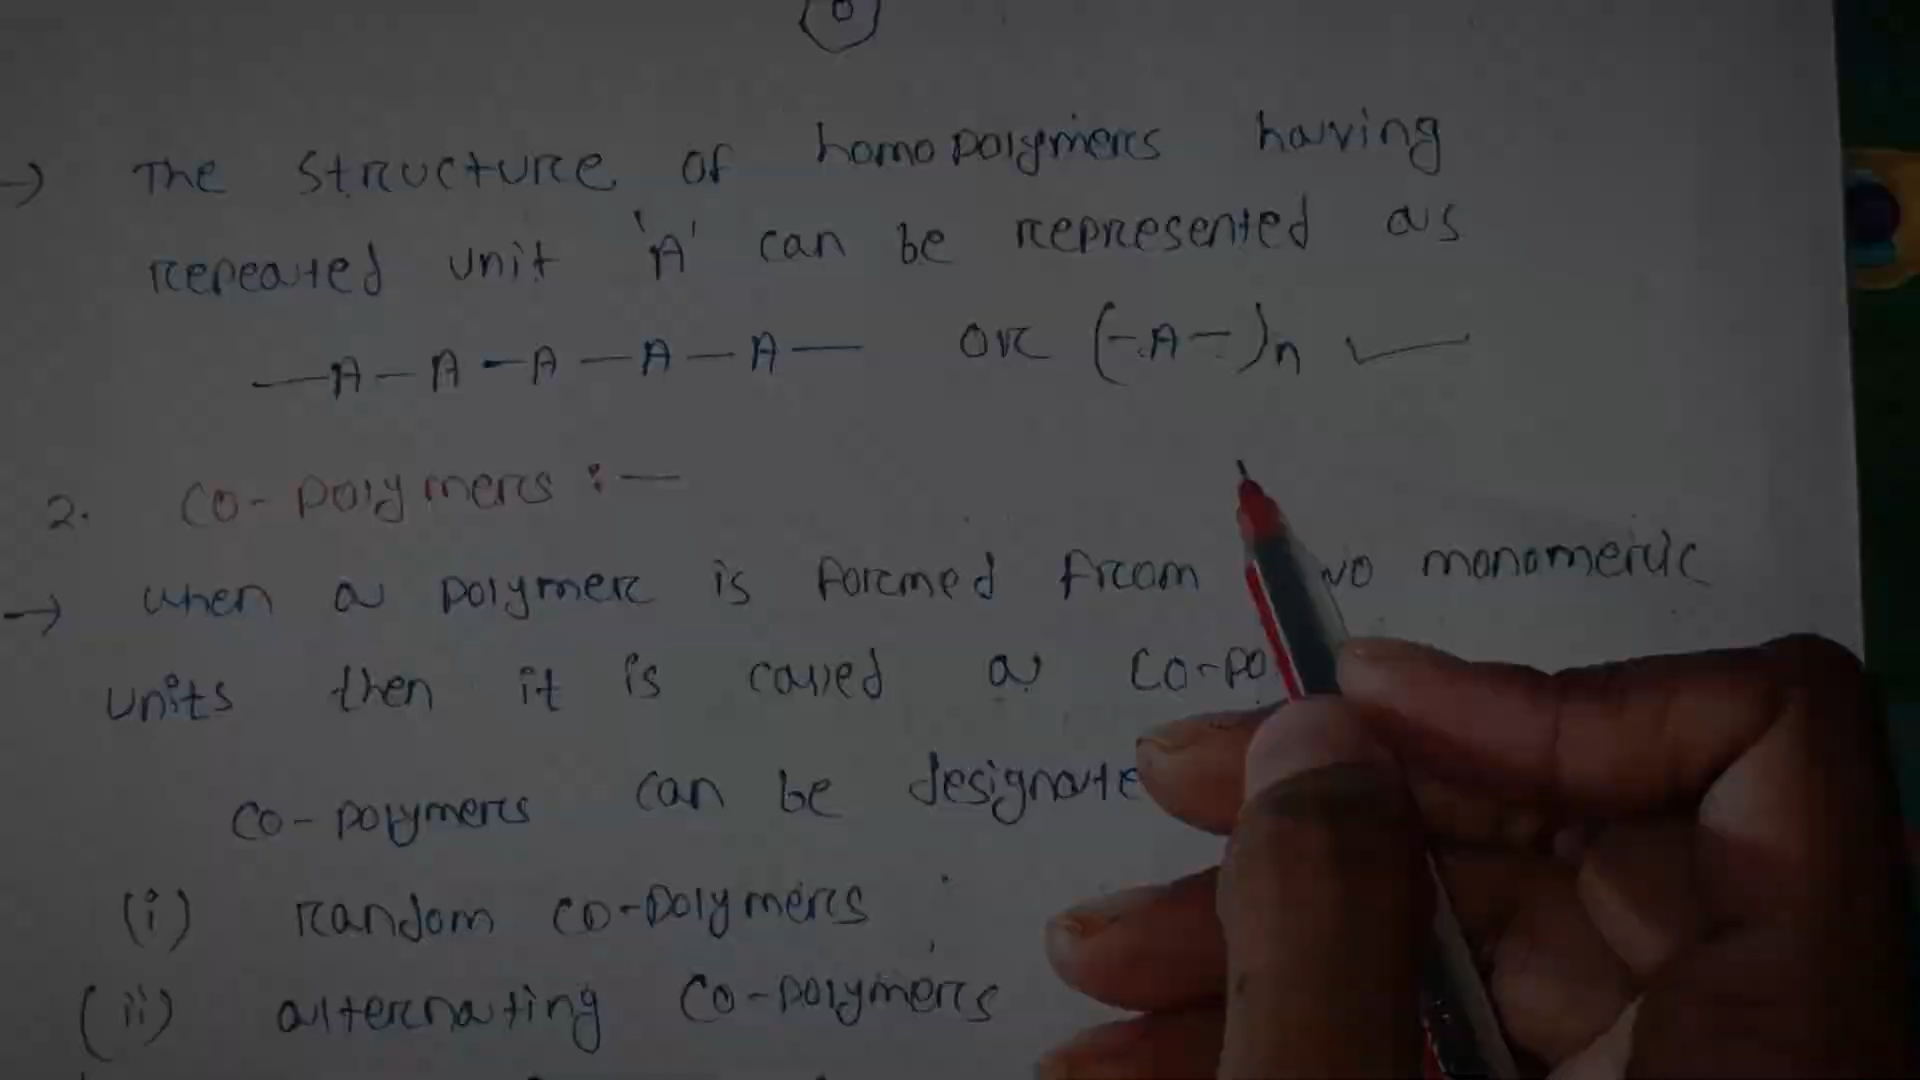 The structure of homopolymers having
repeated unit 'A' can be represented as
—A—A—A—A—A— or (-A-)n
2. Co-polymers :—
→ when a polymer is formed from monomeric
units then it is called a co-po
co-polymers can be designate
(i) random co-polymers
(ii) alternating co-polymers